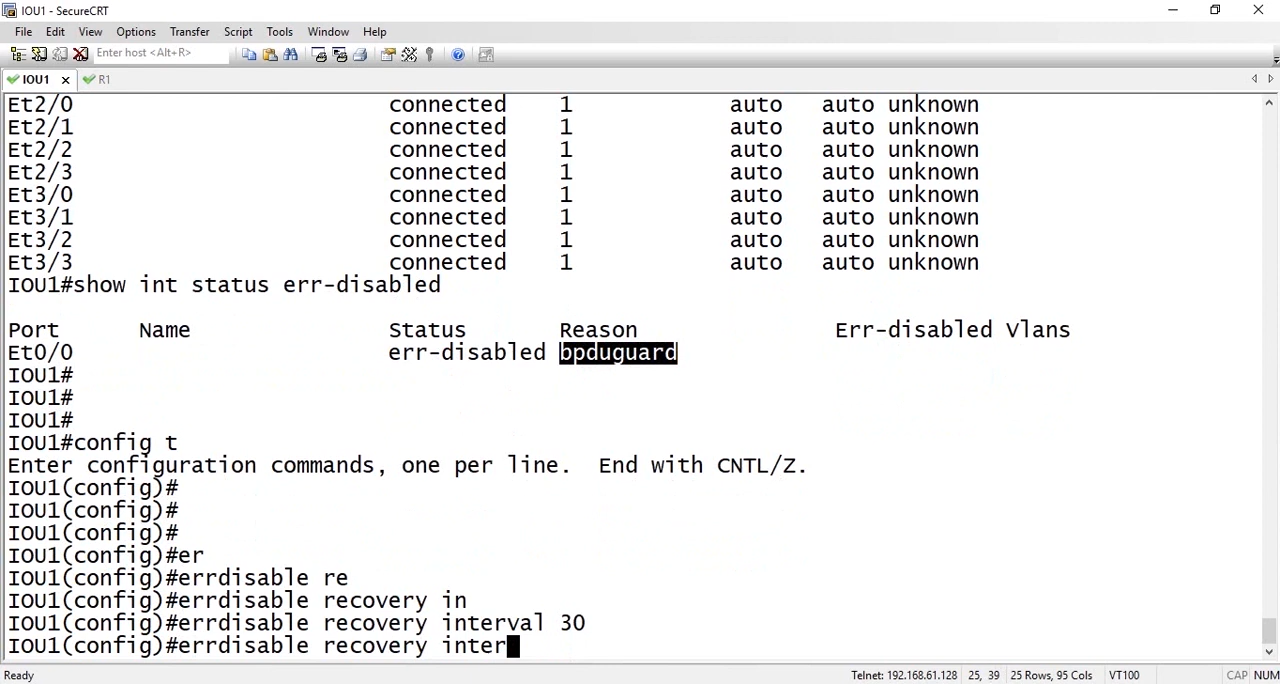 IOU1 - SecureCRT
File Edit View Options Transfer Script Tools Window Help
Enter host <Alt+R>
IOU1 R1
Et2/0 connected 1 auto auto unknown
Et2/1 connected 1 auto auto unknown
Et2/2 connected 1 auto auto unknown
Et2/3 connected 1 auto auto unknown
Et3/0 connected 1 auto auto unknown
Et3/1 connected 1 auto auto unknown
Et3/2 connected 1 auto auto unknown
Et3/3 connected 1 auto auto unknown
IOU1#show int status err-disabled
Port Name Status Reason Err-disabled Vlans
Et0/0 err-disabled bpduguard
IOU1#
IOU1#
IOU1#
IOU1#config t
Enter configuration commands, one per line. End with CNTL/Z.
IOU1(config)#
IOU1(config)#
IOU1(config)#
IOU1(config)#er
IOU1(config)#errdisable re
IOU1(config)#errdisable recovery in
IOU1(config)#errdisable recovery interval 30
IOU1(config)#errdisable recovery inter
Ready Telnet: 192.168.61.128 25, 39 25 Rows, 95 Cols VT100 CAP NUM